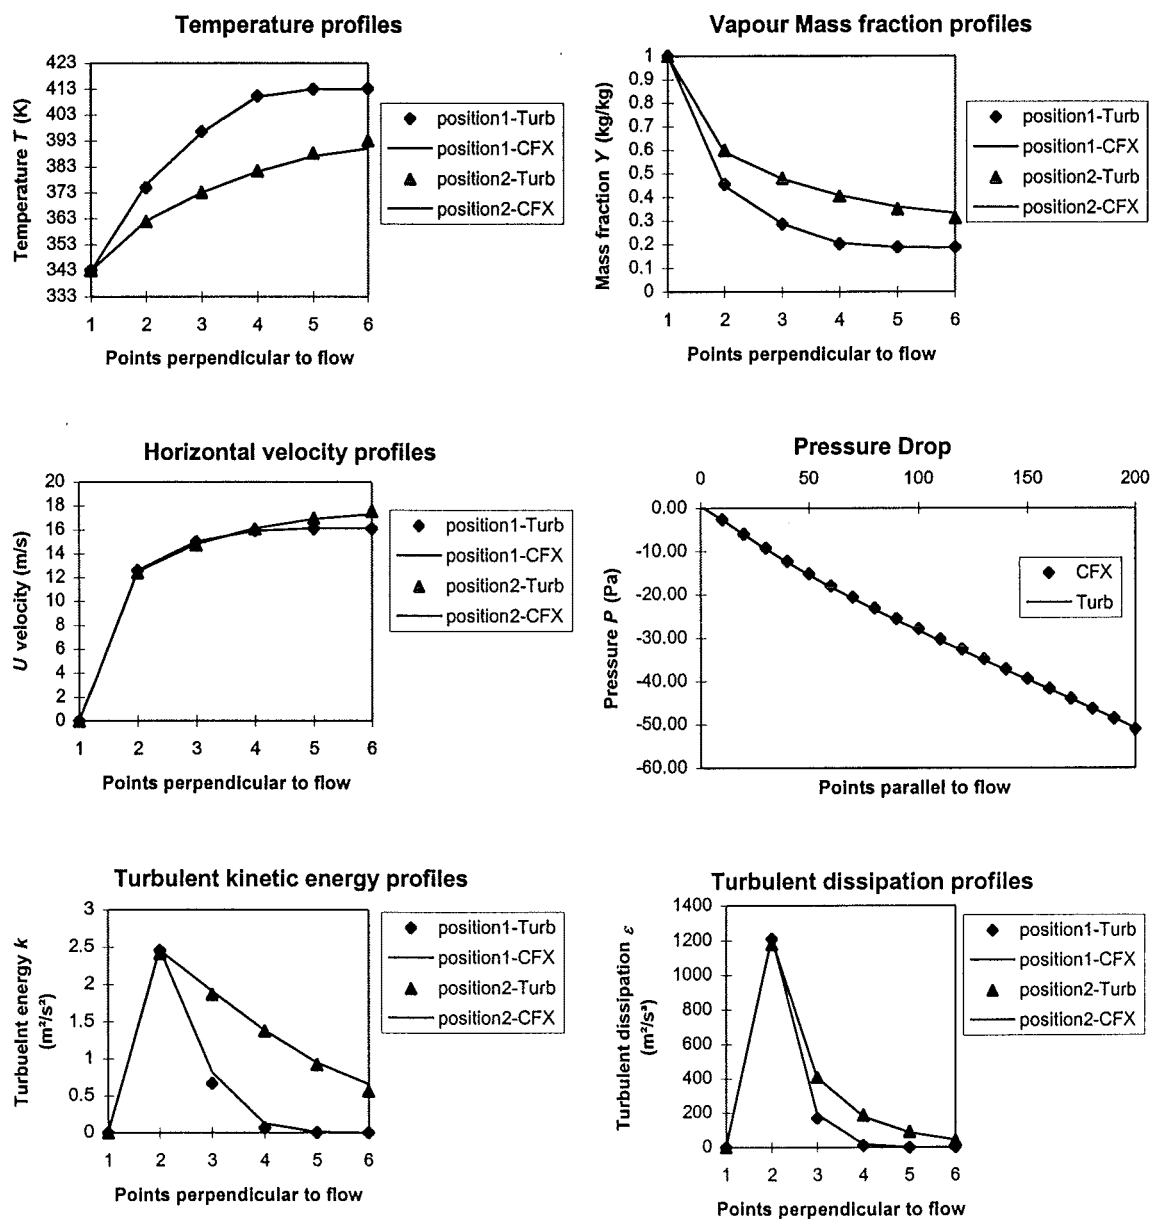 Temperature profiles
423
413
403
393
383
373
363
353
343
333
Temperature T (K)
1 2 3 4 5 6
Points perpendicular to flow
position1-Turb
position1-CFX
position2-Turb
position2-CFX
Vapour Mass fraction profiles
1
0.9
0.8
0.7
0.6
0.5
0.4
0.3
0.2
0.1
0
Mass fraction Y (kg/kg)
1 2 3 4 5 6
Points perpendicular to flow
position1-Turb
position1-CFX
position2-Turb
position2-CFX
Horizontal velocity profiles
20
18
16
14
12
10
8
6
4
2
0
U velocity (m/s)
1 2 3 4 5 6
Points perpendicular to flow
position1-Turb
position1-CFX
position2-Turb
position2-CFX
Pressure Drop
0 50 100 150 200
0.00
-10.00
-20.00
-30.00
-40.00
-50.00
-60.00
Pressure P (Pa)
CFX
Turb
Points parallel to flow
Turbulent kinetic energy profiles
3
2.5
2
1.5
1
0.5
0
Turbuelnt energy k
(m²/s²)
1 2 3 4 5 6
Points perpendicular to flow
position1-Turb
position1-CFX
position2-Turb
position2-CFX
Turbulent dissipation profiles
1400
1200
1000
800
600
400
200
0
Turbulent dissipation ε
(m²/s³)
1 2 3 4 5 6
Points perpendicular to flow
position1-Turb
position1-CFX
position2-Turb
position2-CFX